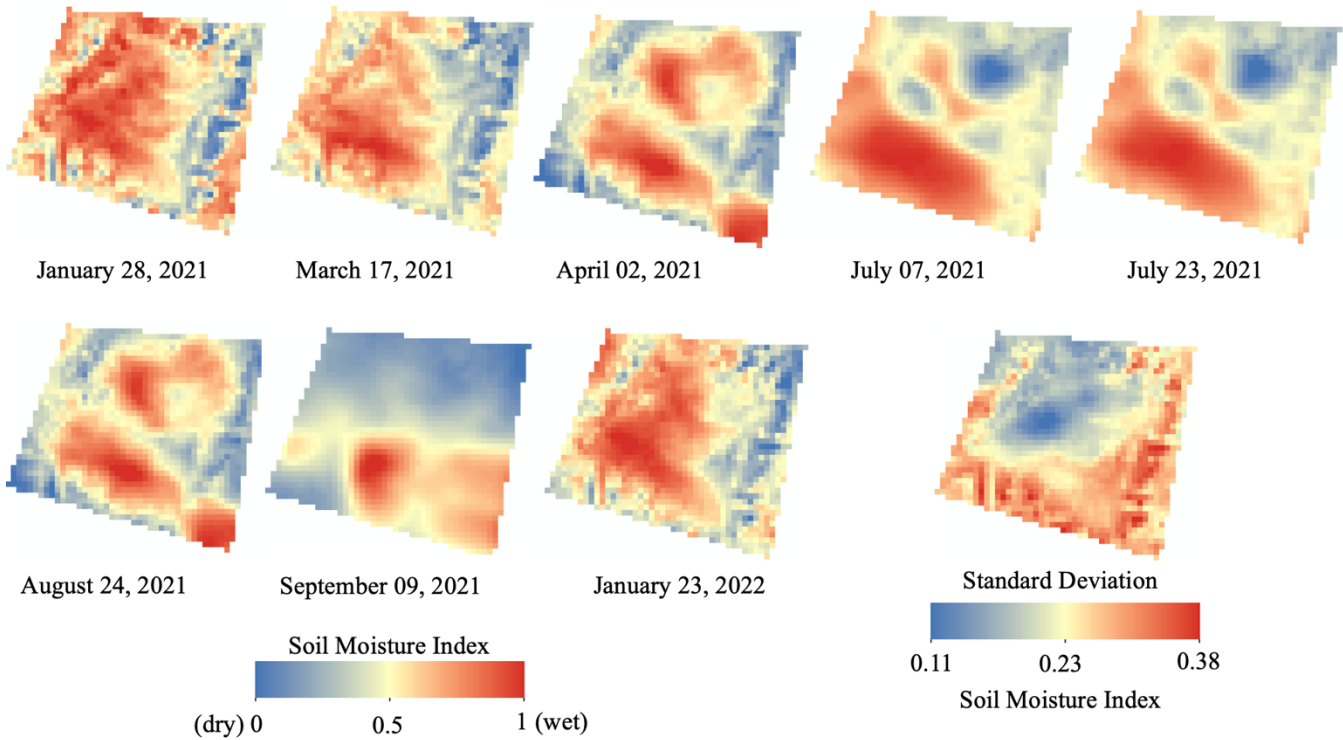 January 28, 2021
March 17, 2021
April 02, 2021
July 07, 2021
July 23, 2021
August 24, 2021
September 09, 2021
January 23, 2022
Standard Deviation
0.11
0.23
0.38
Soil Moisture Index
Soil Moisture Index
(dry) 0
0.5
1 (wet)